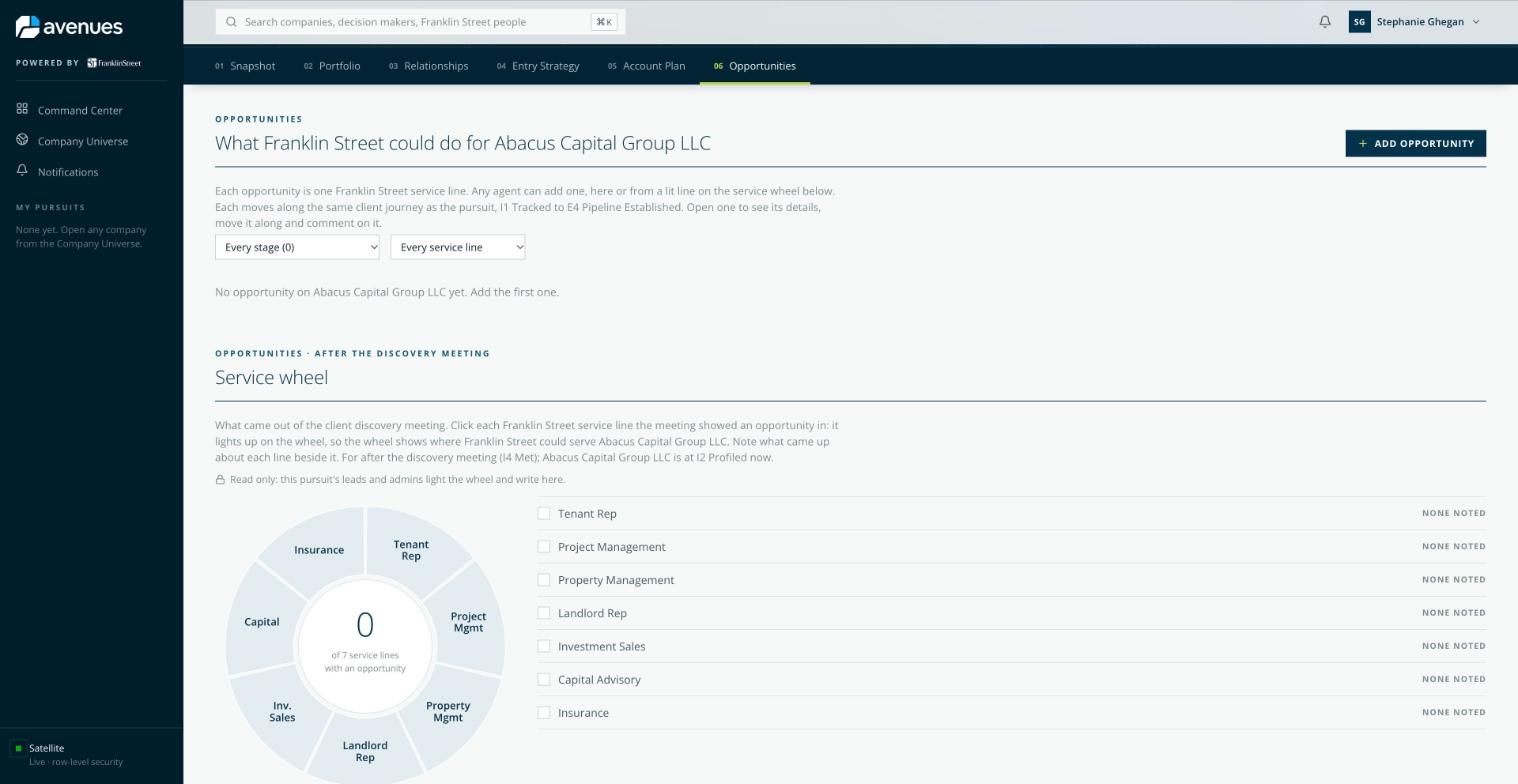 avenues
POWERED BY FranklinStreet
Command Center
Company Universe
Notifications
MY PURSUITS
None yet. Open any company
from the Company Universe.
Satellite
Live · row-level security
Search companies, decision makers, Franklin Street people
⌘K
SG Stephanie Ghegan
01 Snapshot
02 Portfolio
03 Relationships
04 Entry Strategy
05 Account Plan
06 Opportunities
OPPORTUNITIES
What Franklin Street could do for Abacus Capital Group LLC
+ ADD OPPORTUNITY
Each opportunity is one Franklin Street service line. Any agent can add one, here or from a lit line on the service wheel below.
Each moves along the same client journey as the pursuit, I1 Tracked to E4 Pipeline Established. Open one to see its details,
move it along and comment on it.
Every stage (0)
Every service line
No opportunity on Abacus Capital Group LLC yet. Add the first one.
OPPORTUNITIES · AFTER THE DISCOVERY MEETING
Service wheel
What came out of the client discovery meeting. Click each Franklin Street service line the meeting showed an opportunity in: it
lights up on the wheel, so the wheel shows where Franklin Street could serve Abacus Capital Group LLC. Note what came up
about each line beside it. For after the discovery meeting (I4 Met); Abacus Capital Group LLC is at I2 Profiled now.
Read only: this pursuit's leads and admins light the wheel and write here.
Insurance
Tenant
Rep
Capital
Project
Mgmt
0
of 7 service lines
with an opportunity
Inv.
Sales
Property
Mgmt
Landlord
Rep
Tenant Rep NONE NOTED
Project Management NONE NOTED
Property Management NONE NOTED
Landlord Rep NONE NOTED
Investment Sales NONE NOTED
Capital Advisory NONE NOTED
Insurance NONE NOTED